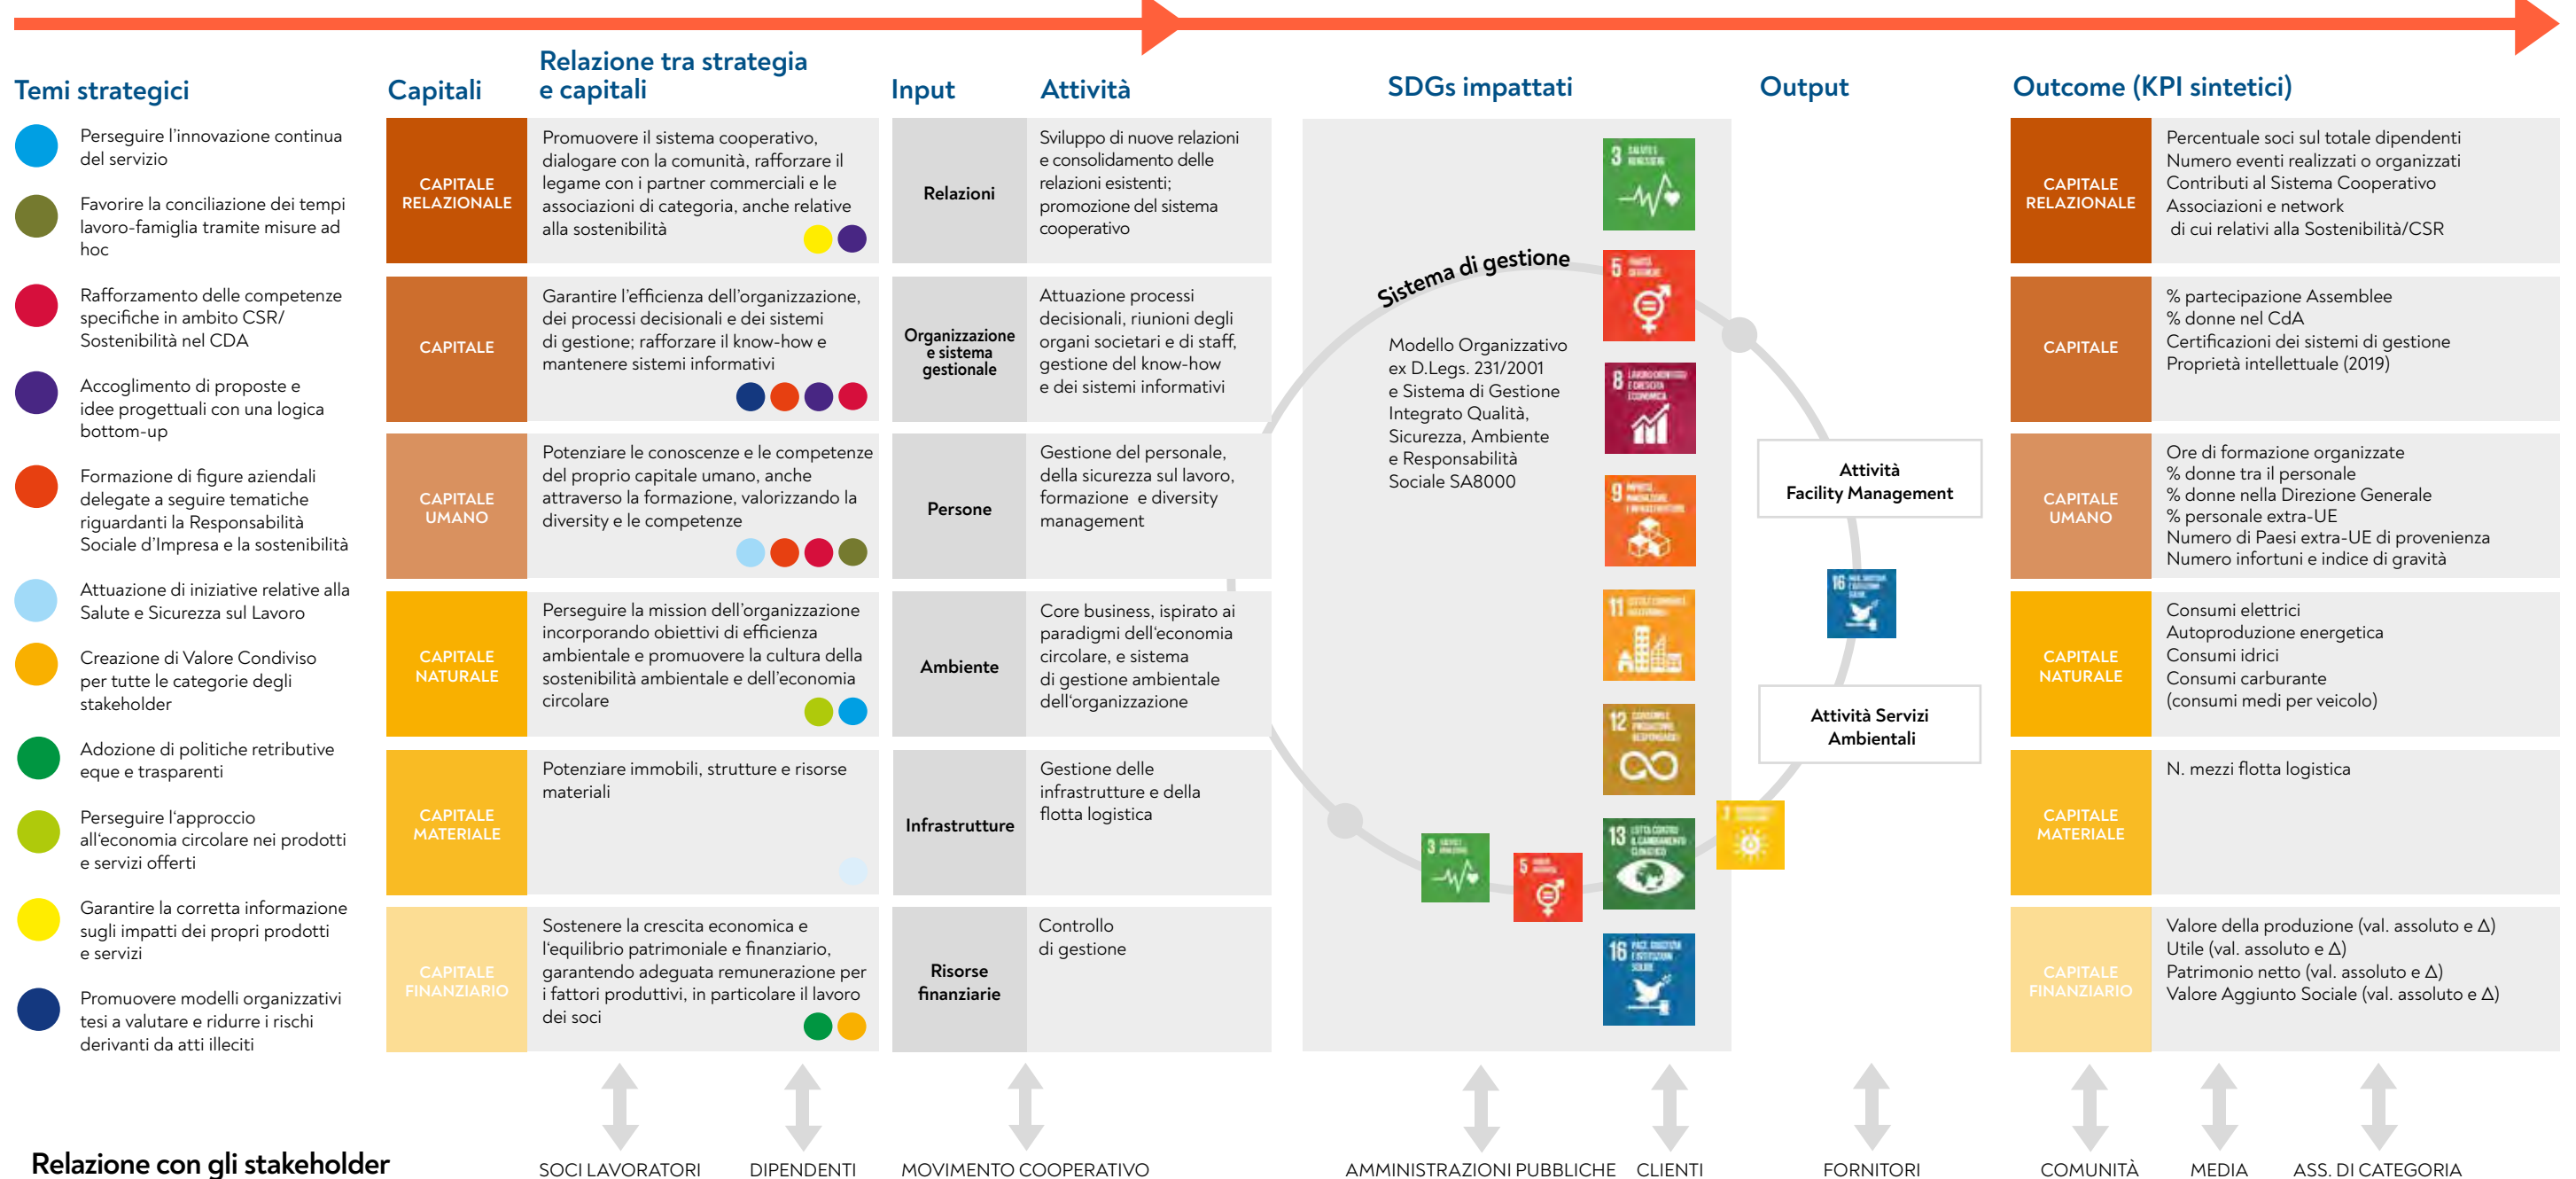 Temi strategici
Perseguire l'innovazione continua
del servizio
Favorire la conciliazione dei tempi
lavoro-famiglia tramite misure ad
hoc
Rafforzamento delle competenze
specifiche in ambito CSR/
Sostenibilità nel CDA
Accoglimento di proposte e
idee progettuali con una logica
bottom-up
Formazione di figure aziendali
delegate a seguire tematiche
riguardanti la Responsabilità
Sociale d'Impresa e la sostenibilità
Attuazione di iniziative relative alla
Salute e Sicurezza sul Lavoro
Creazione di Valore Condiviso
per tutte le categorie degli
stakeholder
Adozione di politiche retributive
eque e trasparenti
Perseguire l'approccio
all'economia circolare nei prodotti
e servizi offerti
Garantire la corretta informazione
sugli impatti dei propri prodotti
e servizi
Promuovere modelli organizzativi
tesi a valutare e ridurre i rischi
derivanti da atti illeciti
Capitali
Relazione tra strategia
e capitali
CAPITALE
RELAZIONALE
Promuovere il sistema cooperativo,
dialogare con la comunità, rafforzare il
legame con i partner commerciali e le
associazioni di categoria, anche relative
alla sostenibilità
CAPITALE
Garantire l'efficienza dell'organizzazione,
dei processi decisionali e dei sistemi
di gestione; rafforzare il know-how e
mantenere sistemi informativi
CAPITALE
UMANO
Potenziare le conoscenze e le competenze
del proprio capitale umano, anche
attraverso la formazione, valorizzando la
diversity e le competenze
CAPITALE
NATURALE
Perseguire la mission dell'organizzazione
incorporando obiettivi di efficienza
ambientale e promuovere la cultura della
sostenibilità ambientale e dell'economia
circolare
CAPITALE
MATERIALE
Potenziare immobili, strutture e risorse
materiali
CAPITALE
FINANZIARIO
Sostenere la crescita economica e
l'equilibrio patrimoniale e finanziario,
garantendo adeguata remunerazione per
i fattori produttivi, in particolare il lavoro
dei soci
Input
Attività
Relazioni
Sviluppo di nuove relazioni
e consolidamento delle
relazioni esistenti;
promozione del sistema
cooperativo
Organizzazione
e sistema
gestionale
Attuazione processi
decisionali, riunioni degli
organi societari e di staff,
gestione del know-how
e dei sistemi informativi
Persone
Gestione del personale,
della sicurezza sul lavoro,
formazione e diversity
management
Ambiente
Core business, ispirato ai
paradigmi dell'economia
circolare, e sistema
di gestione ambientale
dell'organizzazione
Infrastrutture
Gestione delle
infrastrutture e della
flotta logistica
Risorse
finanziarie
Controllo
di gestione
SDGs impattati
Sistema di gestione
Modello Organizzativo
ex D.Legs. 231/2001
e Sistema di Gestione
Integrato Qualità,
Sicurezza, Ambiente
e Responsabilità
Sociale SA8000
3 SALUTE E
BENESSERE
5
8
9
11
12
13 LOTTA CONTRO
IL CAMBIAMENTO
CLIMATICO
16 PACE, GIUSTIZIA
E ISTITUZIONI
SOLIDE
3
5
16
Output
Attività
Facility Management
Attività Servizi
Ambientali
Outcome (KPI sintetici)
CAPITALE
RELAZIONALE
Percentuale soci sul totale dipendenti
Numero eventi realizzati o organizzati
Contributi al Sistema Cooperativo
Associazioni e network
di cui relativi alla Sostenibilità/CSR
CAPITALE
% partecipazione Assemblee
% donne nel CdA
Certificazioni dei sistemi di gestione
Proprietà intellettuale (2019)
CAPITALE
UMANO
Ore di formazione organizzate
% donne tra il personale
% donne nella Direzione Generale
% personale extra-UE
Numero di Paesi extra-UE di provenienza
Numero infortuni e indice di gravità
CAPITALE
NATURALE
Consumi elettrici
Autoproduzione energetica
Consumi idrici
Consumi carburante
(consumi medi per veicolo)
CAPITALE
MATERIALE
N. mezzi flotta logistica
CAPITALE
FINANZIARIO
Valore della produzione (val. assoluto e Δ)
Utile (val. assoluto e Δ)
Patrimonio netto (val. assoluto e Δ)
Valore Aggiunto Sociale (val. assoluto e Δ)
Relazione con gli stakeholder
SOCI LAVORATORI
DIPENDENTI
MOVIMENTO COOPERATIVO
AMMINISTRAZIONI PUBBLICHE
CLIENTI
FORNITORI
COMUNITÀ
MEDIA
ASS. DI CATEGORIA